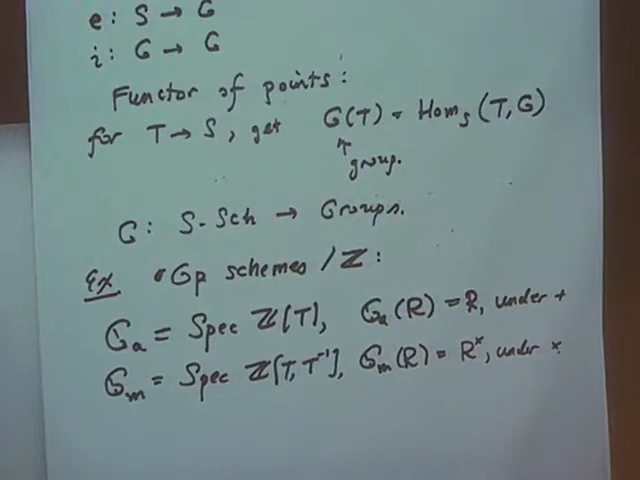 e: S → G
i: G → G
Functor of points:
for T → S, get G(T) = Hom_S (T, G)
↑
group.
G: S-Sch → Groups.
Ex • Gp schemes / ℤ:
𝔾_a = Spec ℤ[T], 𝔾_a(R) = R, under +
𝔾_m = Spec ℤ[T, T⁻¹], 𝔾_m(R) = R^x, under ×.